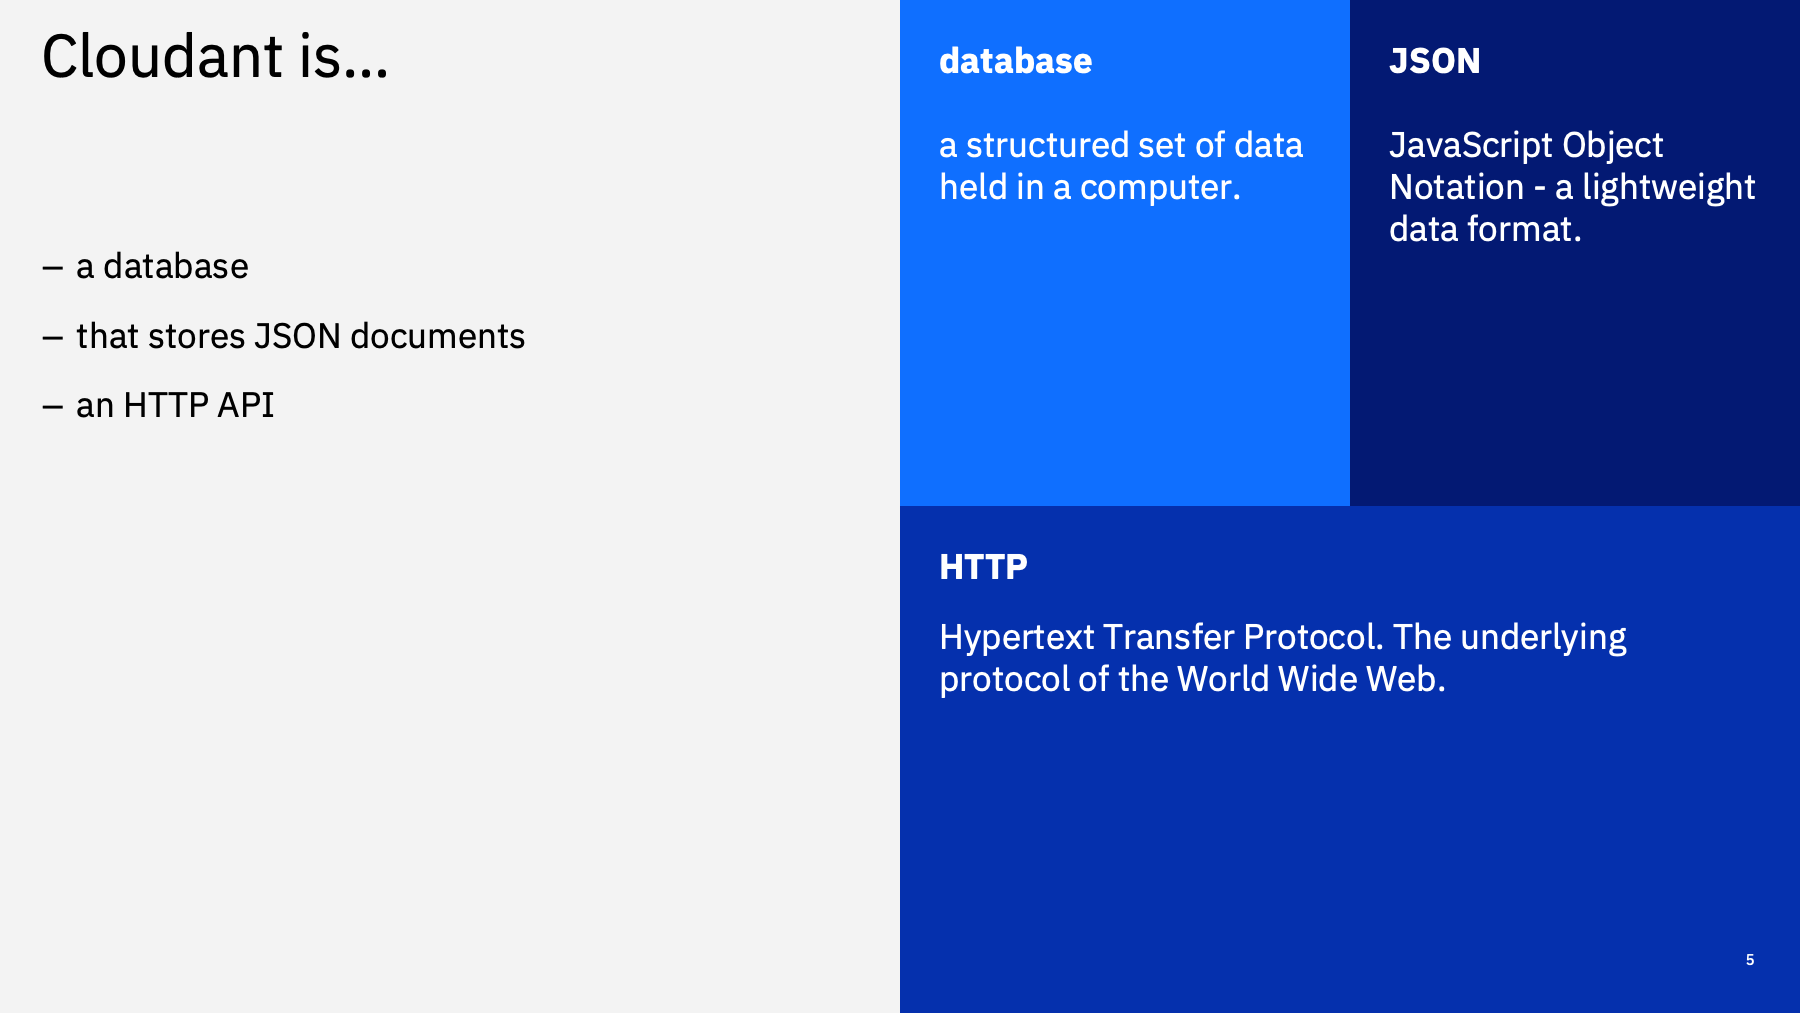 Cloudant is...
– a database
– that stores JSON documents
– an HTTP API
database
a structured set of data
held in a computer.
JSON
JavaScript Object
Notation - a lightweight
data format.
HTTP
Hypertext Transfer Protocol. The underlying
protocol of the World Wide Web.
5